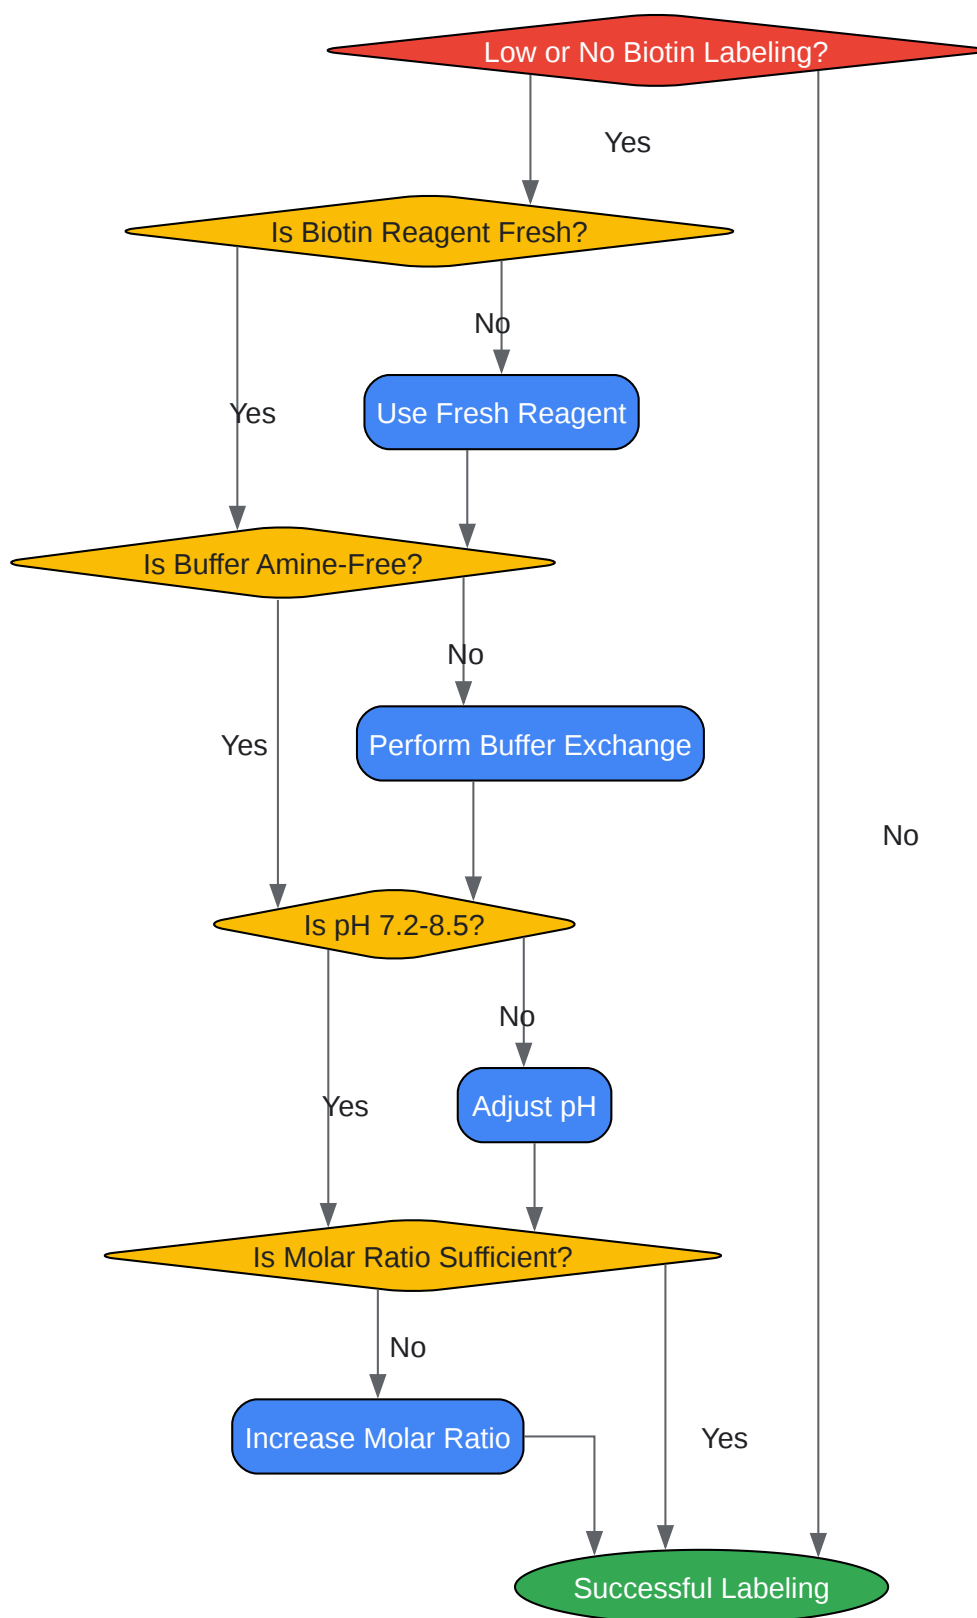 Low or No Biotin Labeling?
Yes
Is Biotin Reagent Fresh?
No
Yes
Use Fresh Reagent
Is Buffer Amine-Free?
No
Yes
Perform Buffer Exchange
No
Is pH 7.2-8.5?
No
Yes
Adjust pH
Is Molar Ratio Sufficient?
No
Increase Molar Ratio
Yes
Successful Labeling